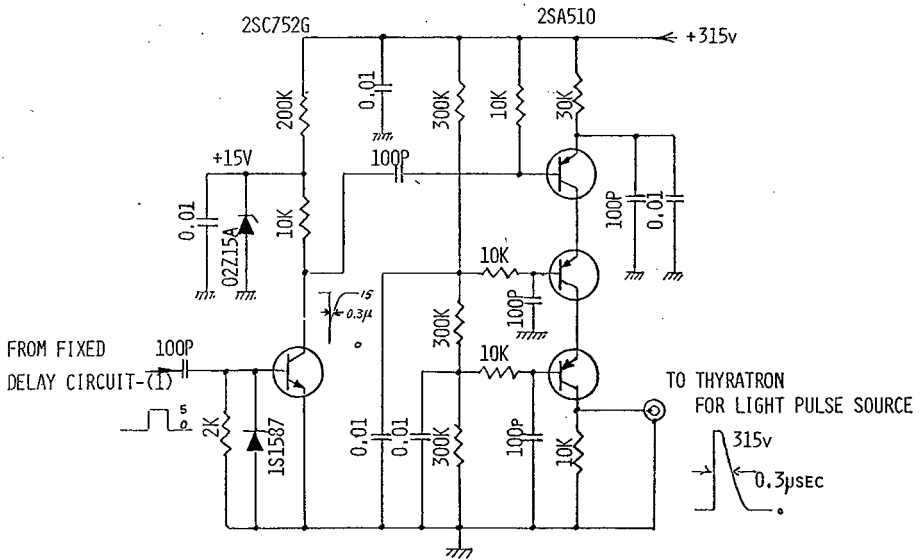 2SC752G
2SA510
+315V
0.01
200K
300K
10K
30K
+15V
100P
0.01
02Z15A
10K
100P
0.01
10K
100P
15
0.3μ
0
300K
FROM FIXED
DELAY CIRCUIT-(1)
100P
10K
5
0
2K
1S1587
0.01
0.01
300K
100P
10K
TO THYRATRON
FOR LIGHT PULSE SOURCE
315V
0.3μSEC
0